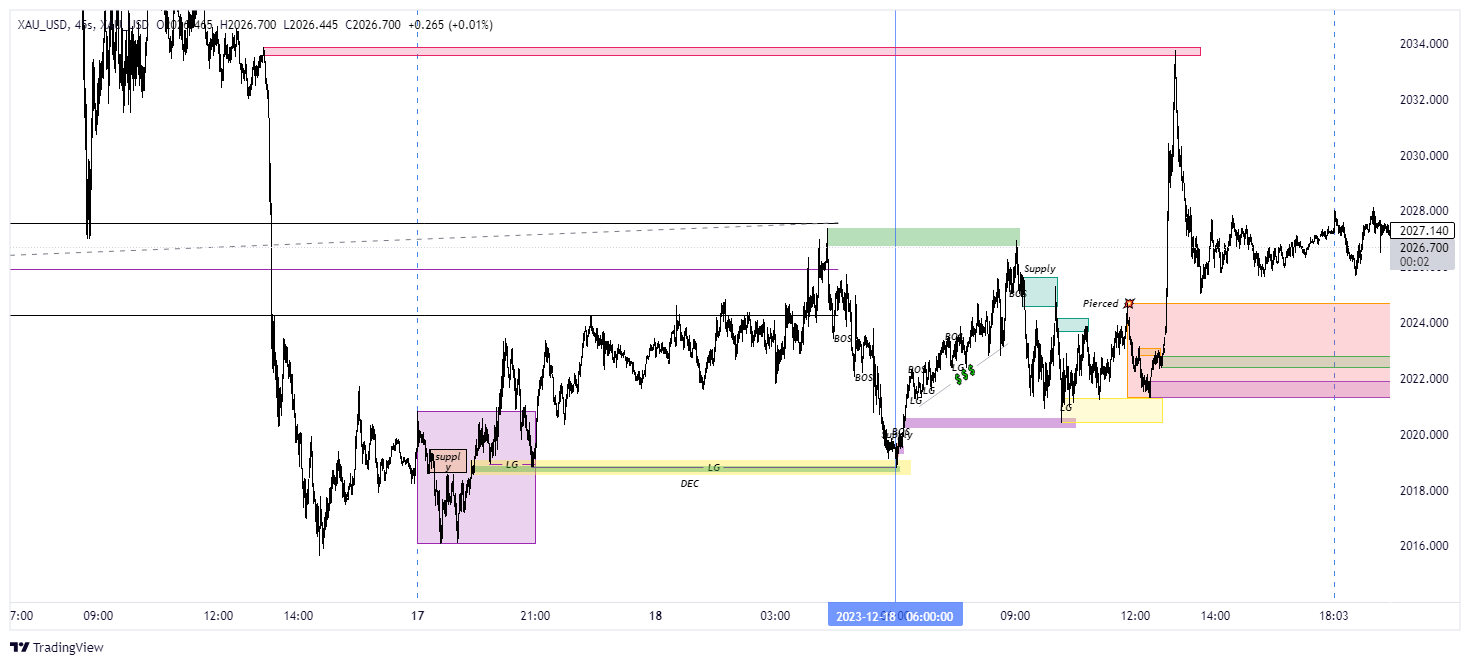 XAU_USD, 45s, XAU_USD O2026.465 H2026.700 L2026.445 C2026.700 +0.265 (+0.01%)
2034.000
2032.000
2030.000
2028.000
2027.140
2026.700
00:02
2024.000
2022.000
2020.000
2018.000
2016.000
Supply
BOS
Pierced
BOS
BOS
BOS
BOS
LG
LG
LG
LG
BOS
suppl
y
LG
LG
DEC
7:00
09:00
12:00
14:00
17
21:00
18
03:00
2023-12-18
06:00:00
09:00
12:00
14:00
18:03
TradingView